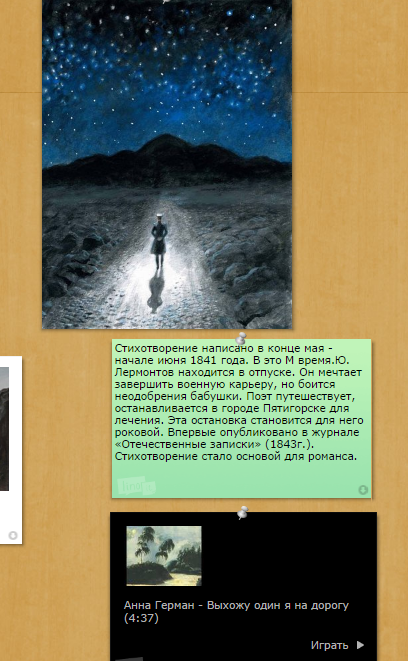 Стихотворение написано в конце мая -
начале июня 1841 года. В это М время.Ю.
Лермонтов находится в отпуске. Он мечтает
завершить военную карьеру, но боится
неодобрения бабушки. Поэт путешествует,
останавливается в городе Пятигорске для
лечения. Эта остановка становится для него
роковой. Впервые опубликовано в журнале
«Отечественные записки» (1843г.).
Стихотворение стало основой для романса.
Анна Герман - Выхожу один я на дорогу
(4:37)
Играть